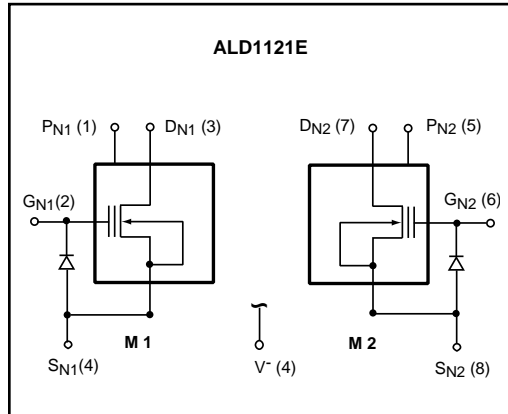 ALD1121E
PN1 (1) DN1 (3) DN2 (7) PN2 (5)
GN1(2) GN2 (6)
M 1 M 2
SN1(4) V- (4) SN2 (8)